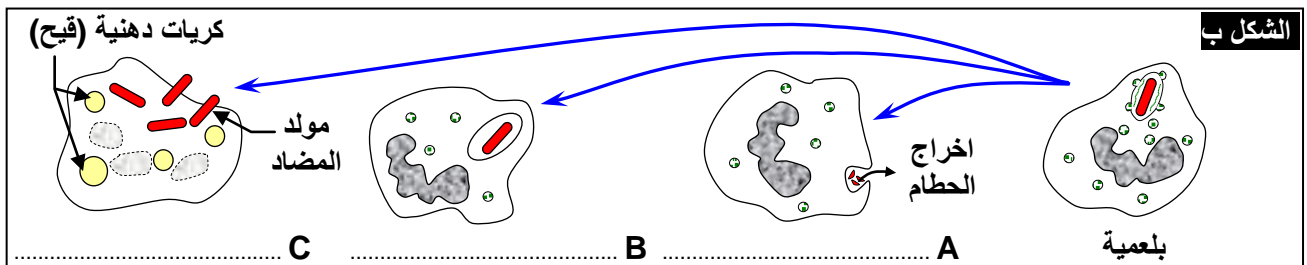 الشكل ب
كريات دهنية (قيح)
مولد
المضاد
اخراج
الحطام
بلعمية
A ..............................................
B ..............................................
C ..............................................